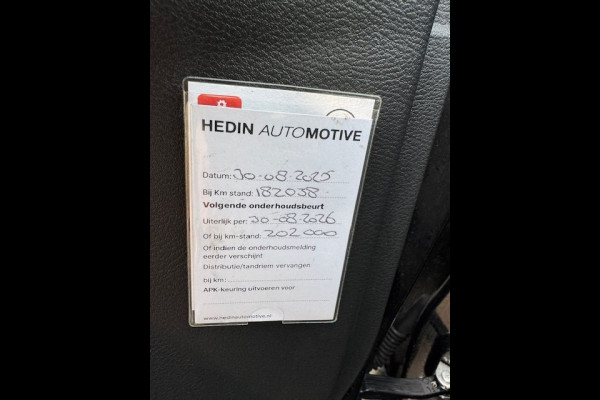 HEDIN AUTOMOTIVE
Datum: 30-08-2025
Bij Km stand: 182038
Volgende onderhoudsbeurt
Uiterlijk per: 30-08-2026
Of bij km-stand: 202000
Of indien de onderhoudsmelding
eerder verschijnt
Distributie/tandriem vervangen
bij km:
APK-keuring uitvoeren voor
www.hedinautomotive.nl